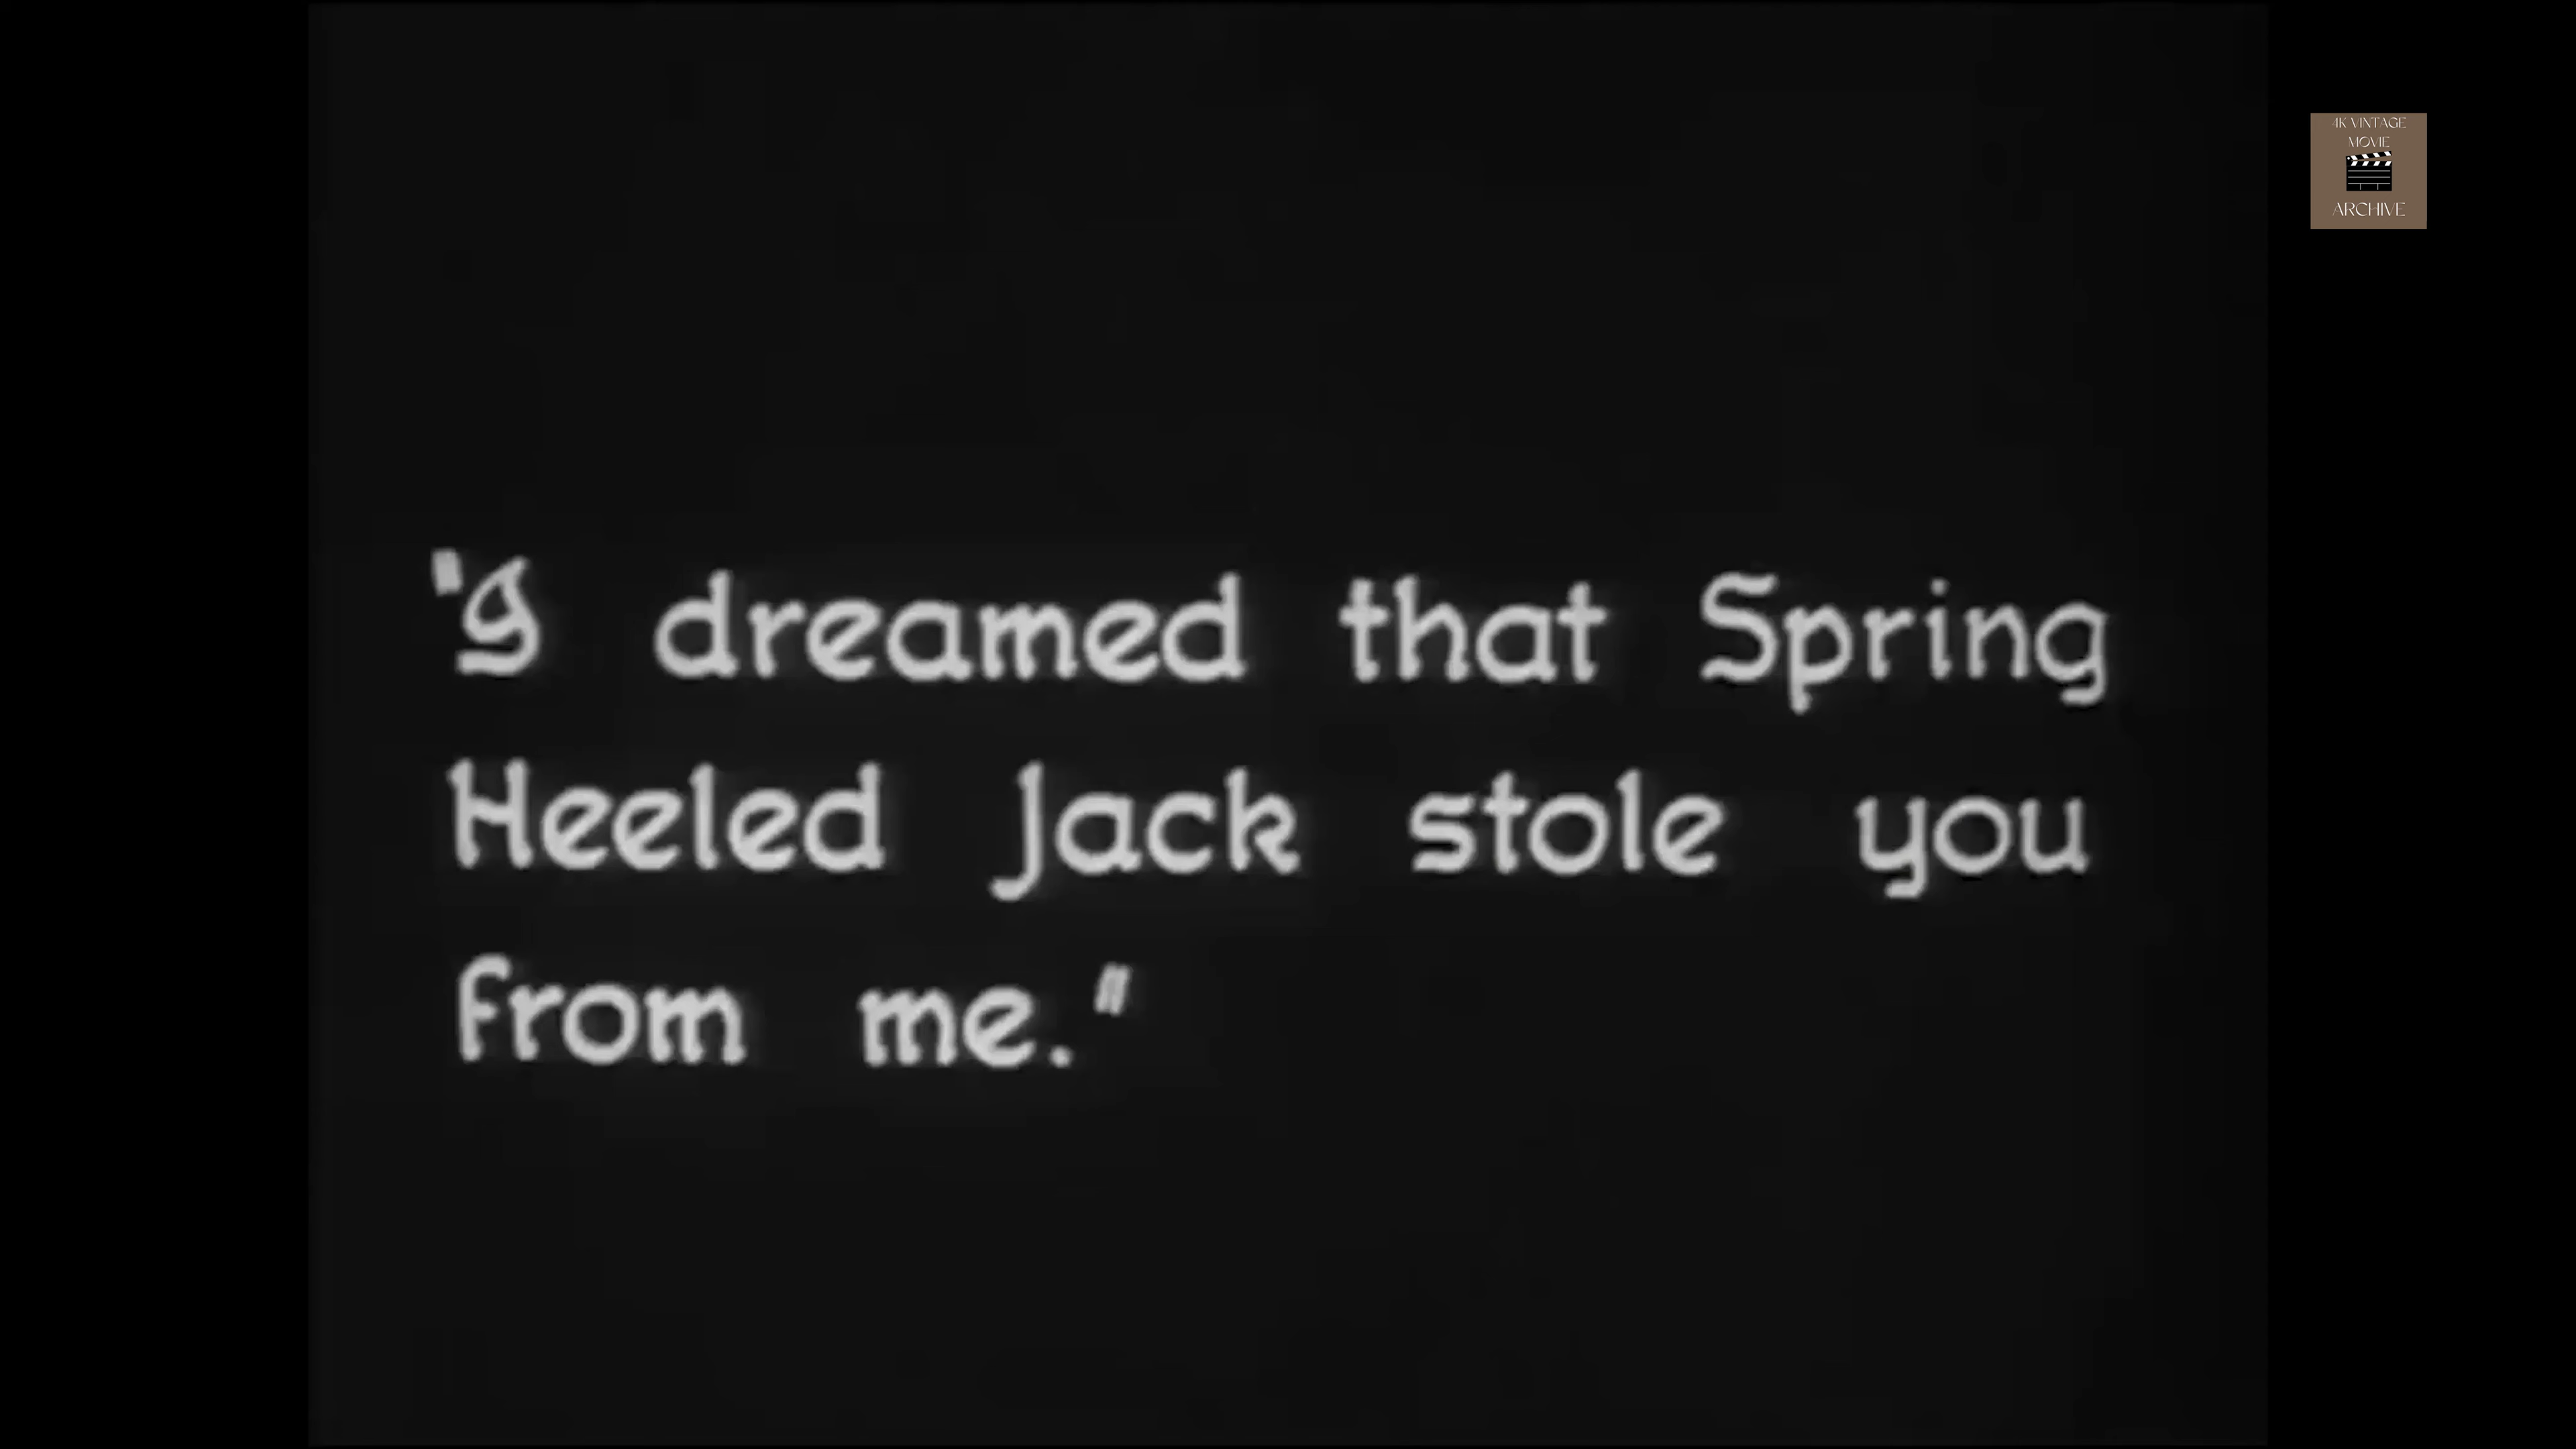 4K VINTAGE
MOVIE
ARCHIVE
"I dreamed that Spring
Heeled Jack stole you
from me."